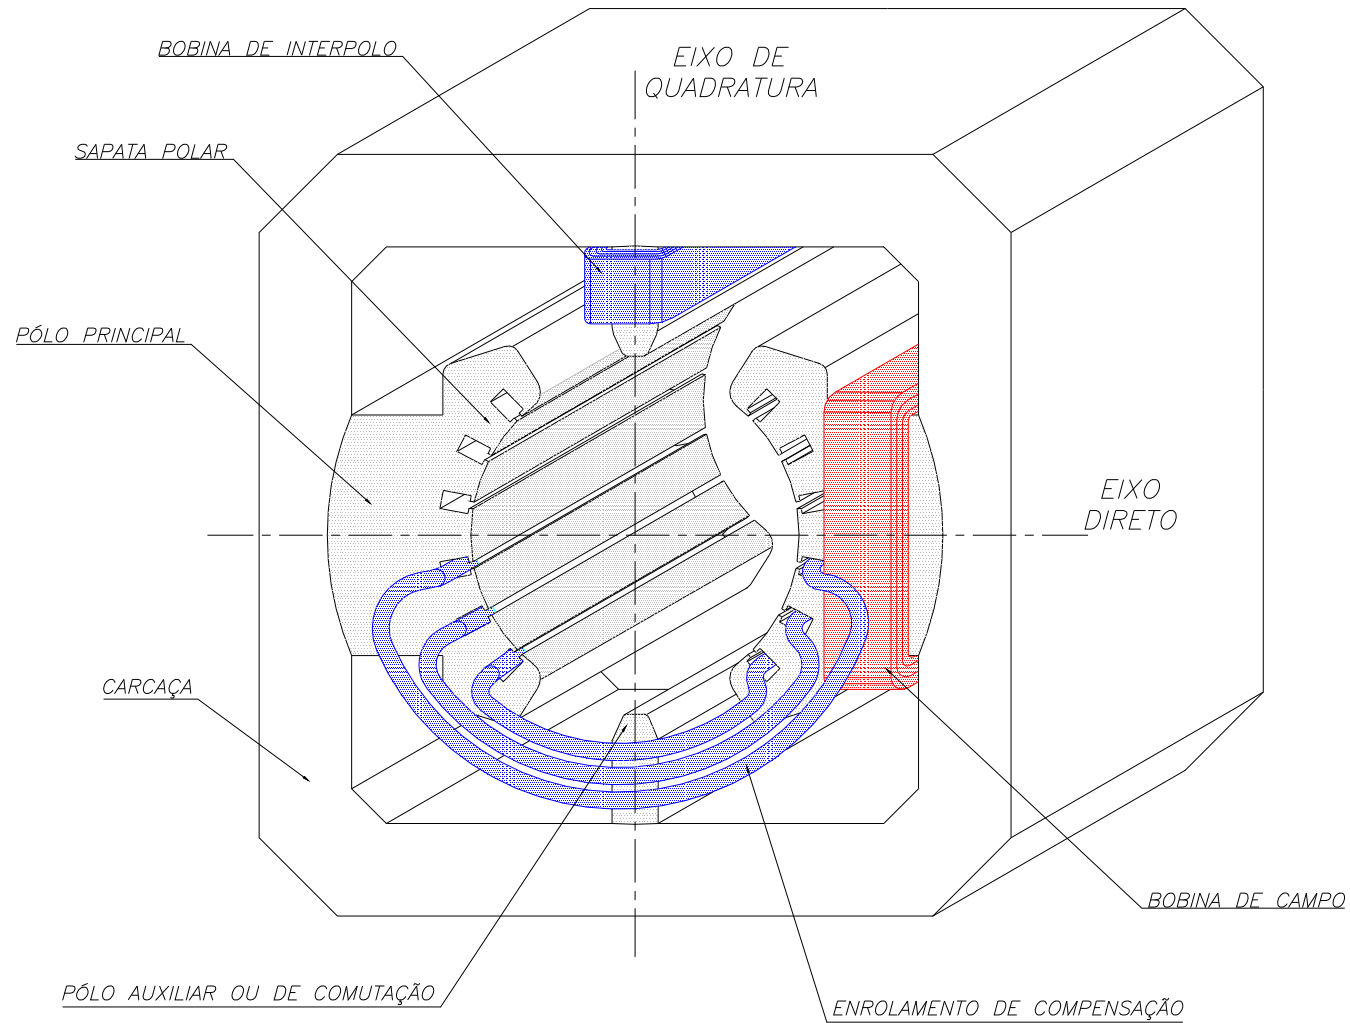 BOBINA DE INTERPOLO
EIXO DE
QUADRATURA
SAPATA POLAR
PÓLO PRINCIPAL
EIXO
DIRETO
CARCAÇA
BOBINA DE CAMPO
PÓLO AUXILIAR OU DE COMUTAÇÃO
ENROLAMENTO DE COMPENSAÇÃO